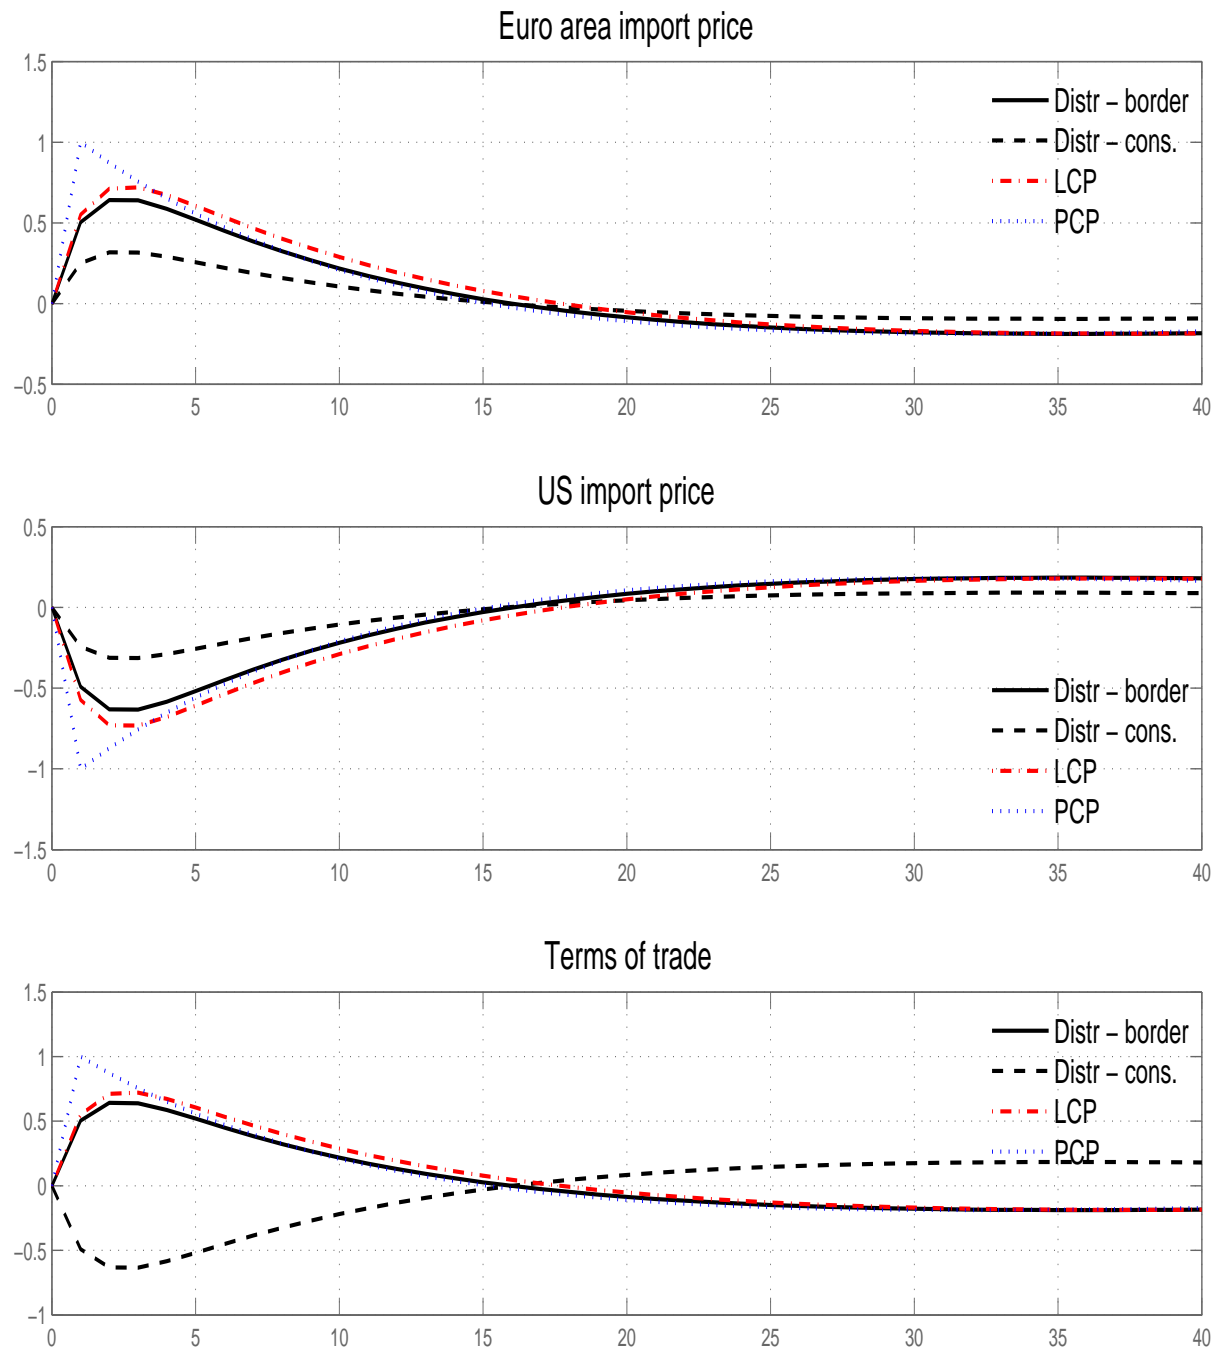 Euro area import price
1.5
1
0.5
0
−0.5
0 5 10 15 20 25 30 35 40
Distr − border
Distr − cons.
LCP
PCP
US import price
0.5
0
−0.5
−1
−1.5
0 5 10 15 20 25 30 35 40
Distr − border
Distr − cons.
LCP
PCP
Terms of trade
1.5
1
0.5
0
−0.5
−1
0 5 10 15 20 25 30 35 40
Distr − border
Distr − cons.
LCP
PCP